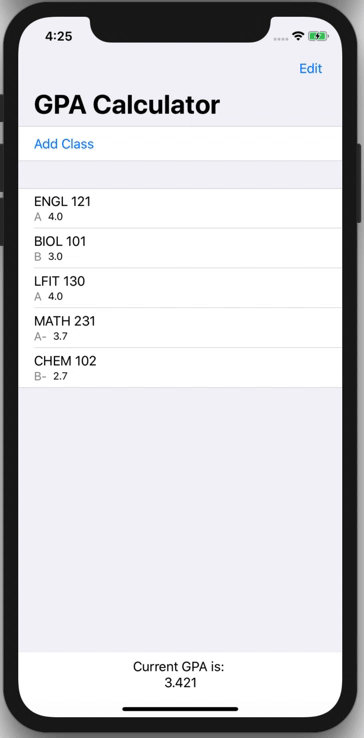 4:25
Edit
GPA Calculator
Add Class
ENGL 121
A 4.0
BIOL 101
B 3.0
LFIT 130
A 4.0
MATH 231
A- 3.7
CHEM 102
B- 2.7
Current GPA is:
3.421